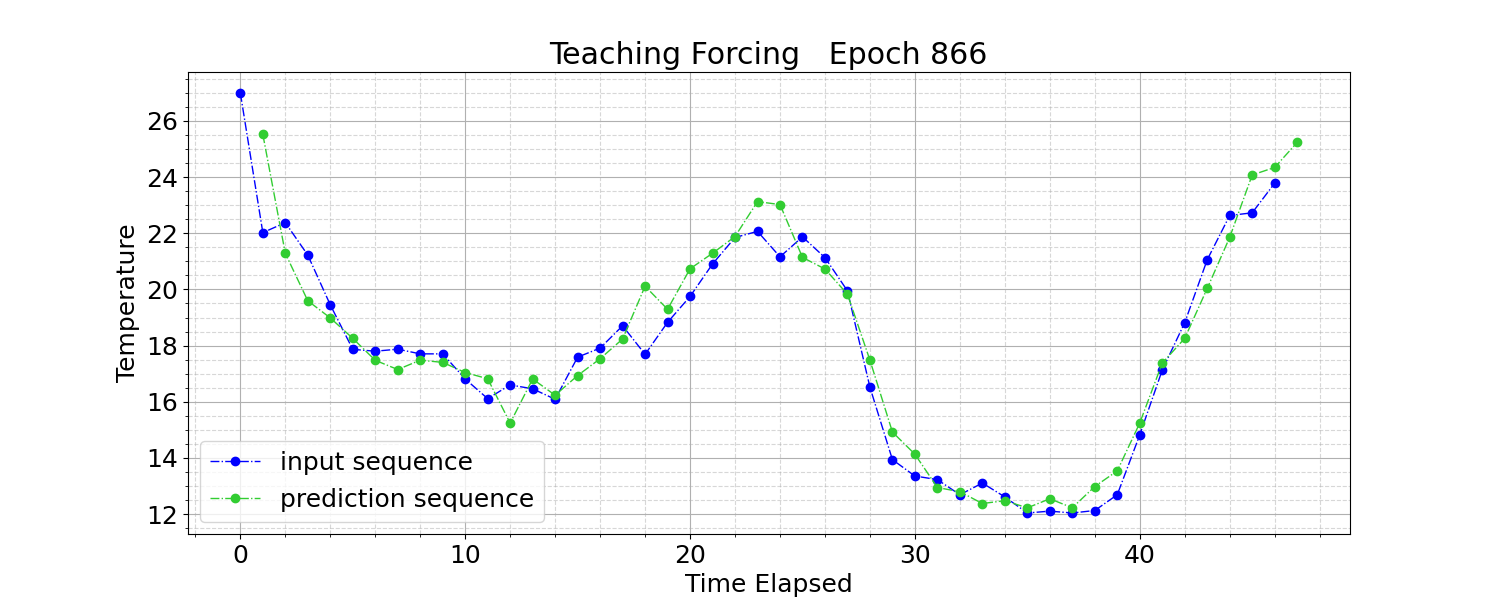 Teaching Forcing   Epoch 866
26
24
22
20
18
16
14
12
Temperature
input sequence
prediction sequence
0 10 20 30 40
Time Elapsed